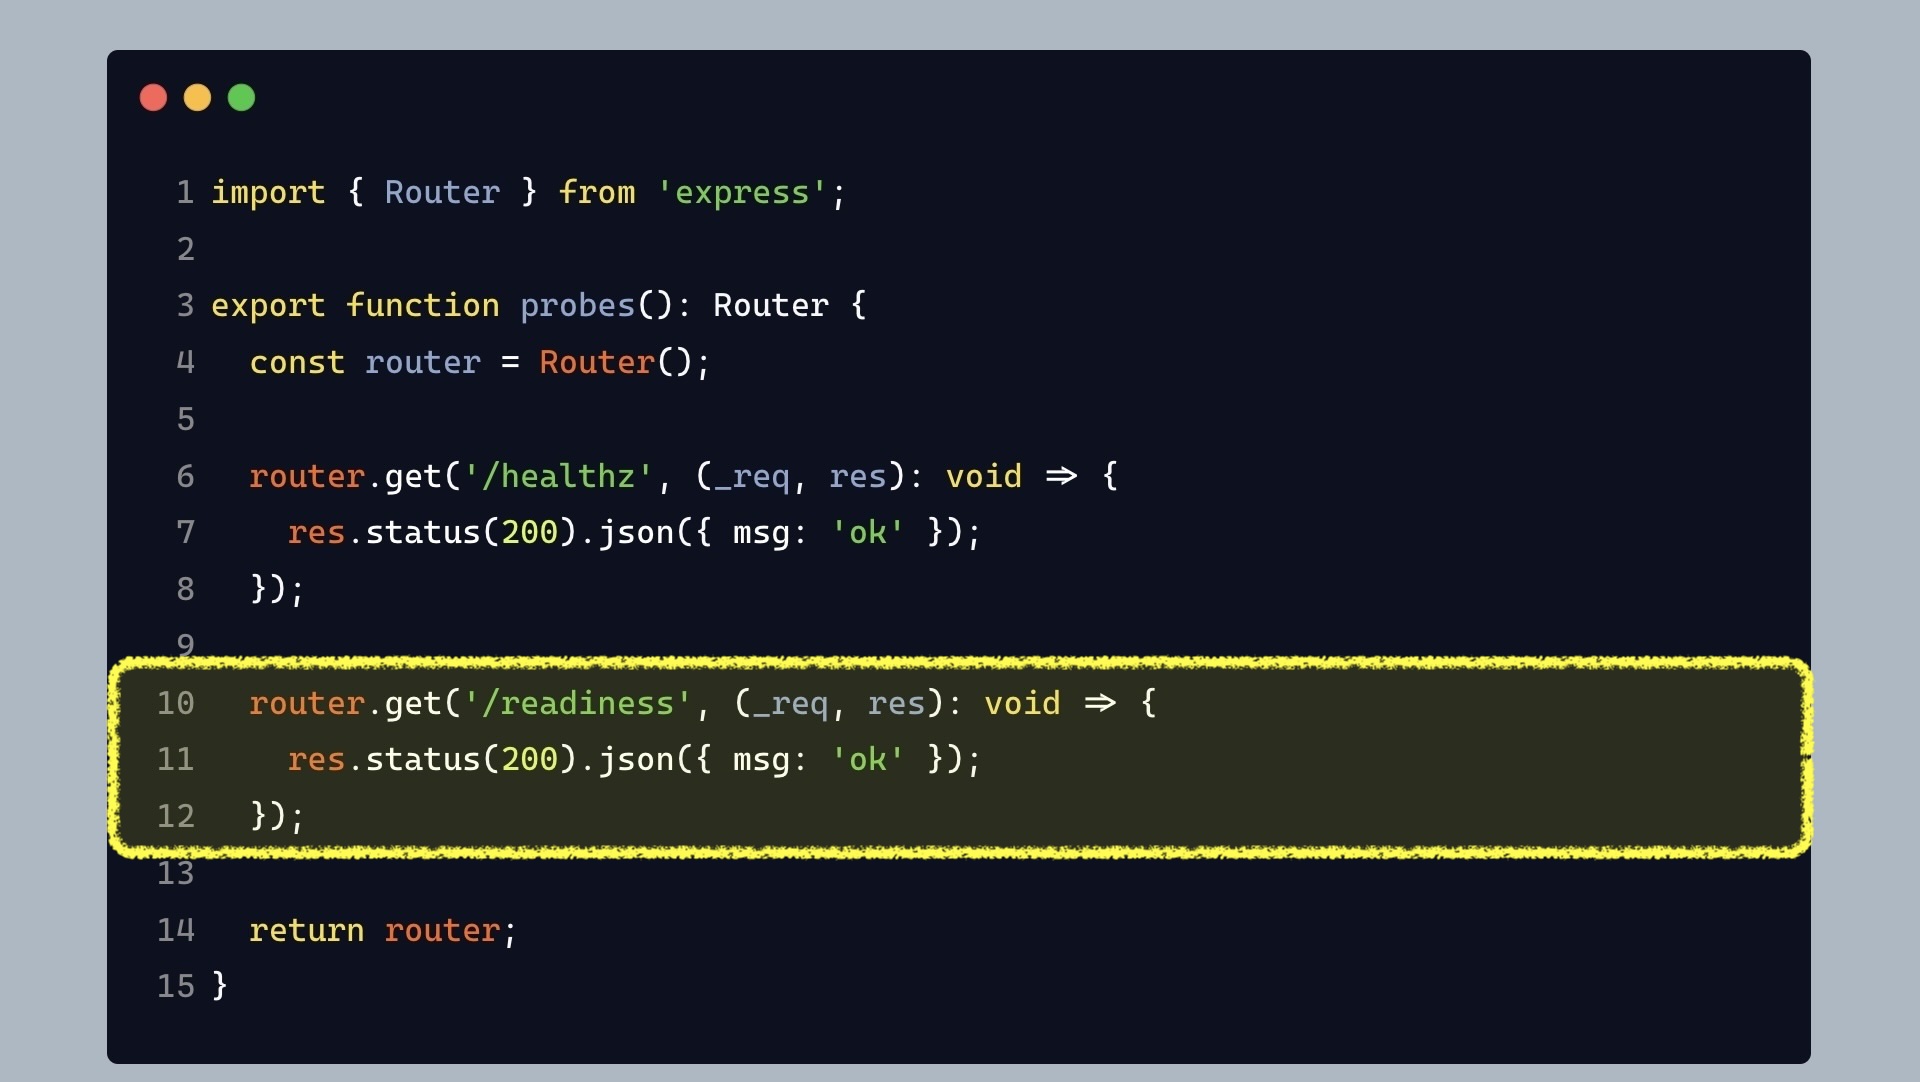 1 import { Router } from 'express';
2
3 export function probes(): Router {
4   const router = Router();
5
6   router.get('/healthz', (_req, res): void => {
7     res.status(200).json({ msg: 'ok' });
8   });
9
10   router.get('/readiness', (_req, res): void => {
11     res.status(200).json({ msg: 'ok' });
12   });
13
14   return router;
15 }